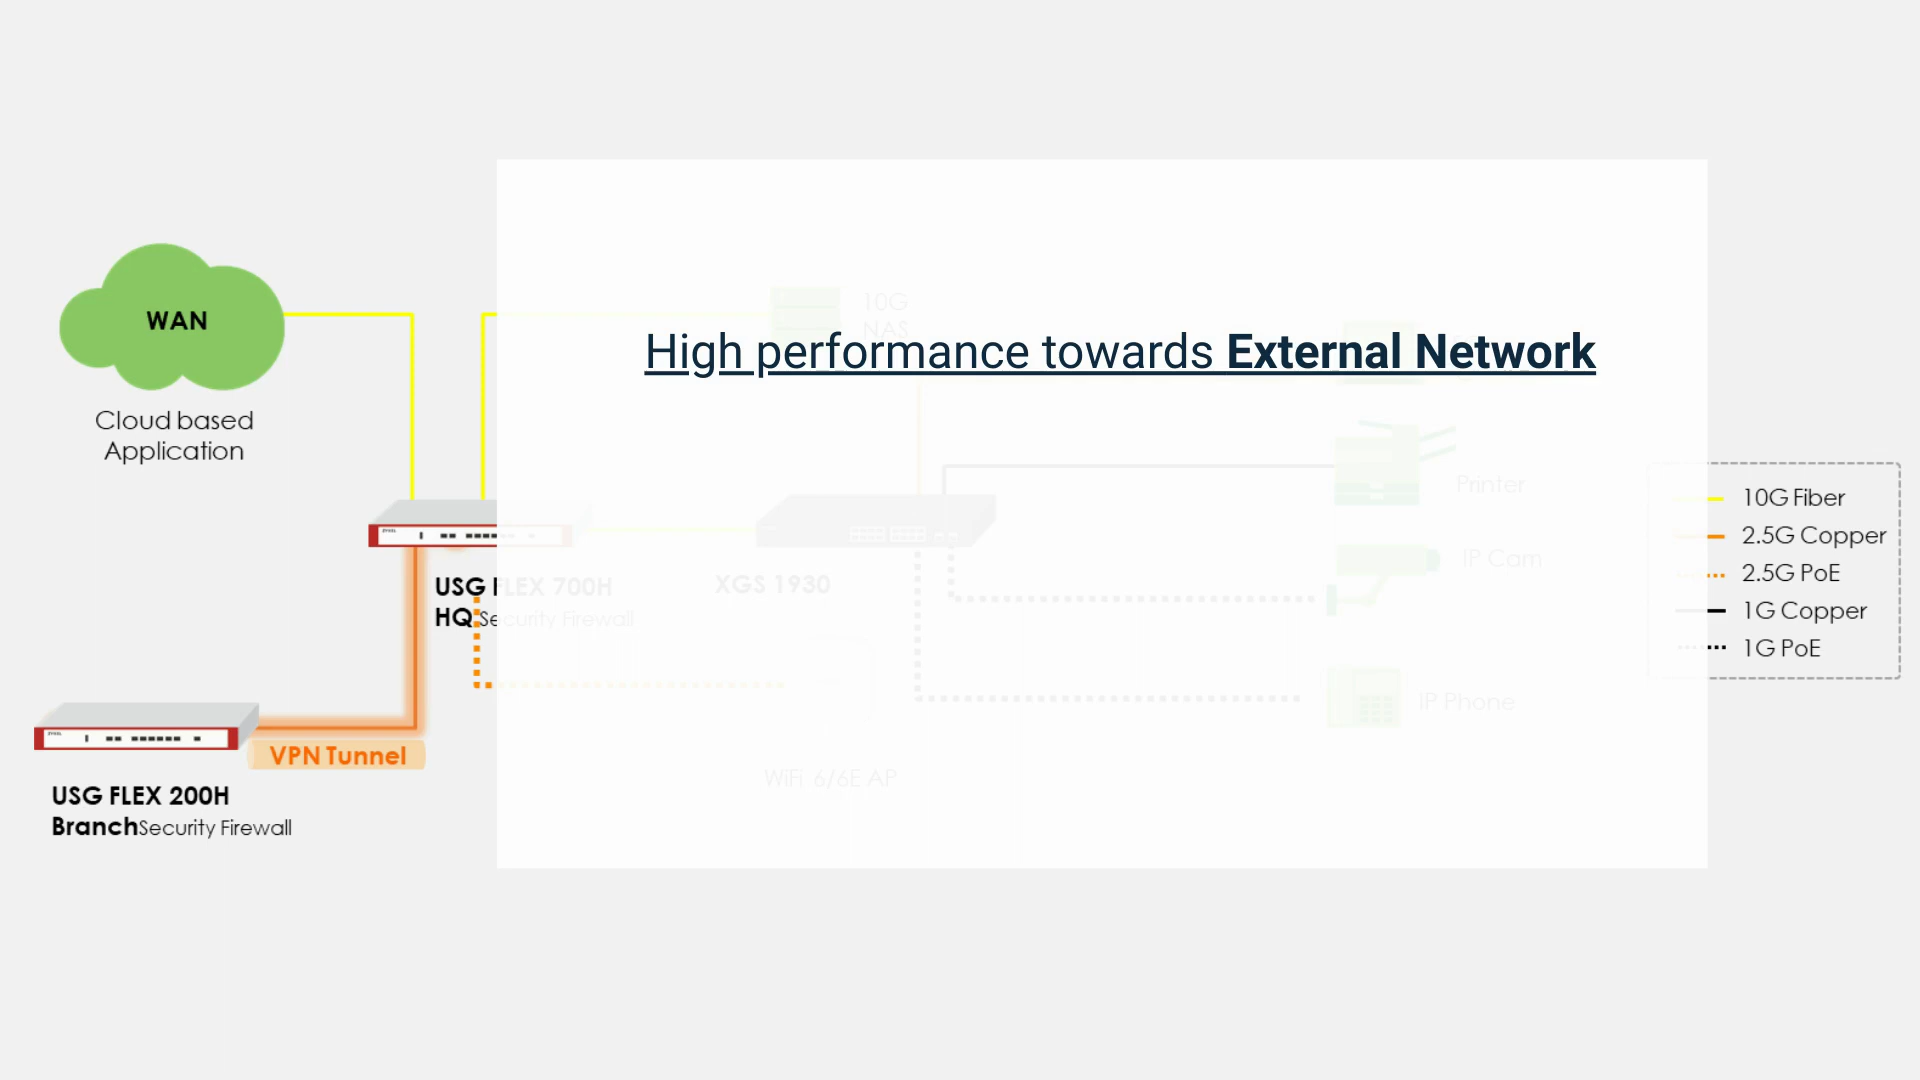 High performance towards External Network
WAN
Cloud based
Application
10G
NAS
Printer
IP Cam
IP Phone
USG FLEX 700H
HQ Security Firewall
XGS 1930
WiFi 6/6E AP
VPN Tunnel
USG FLEX 200H
BranchSecurity Firewall
10G Fiber
2.5G Copper
2.5G PoE
1G Copper
1G PoE